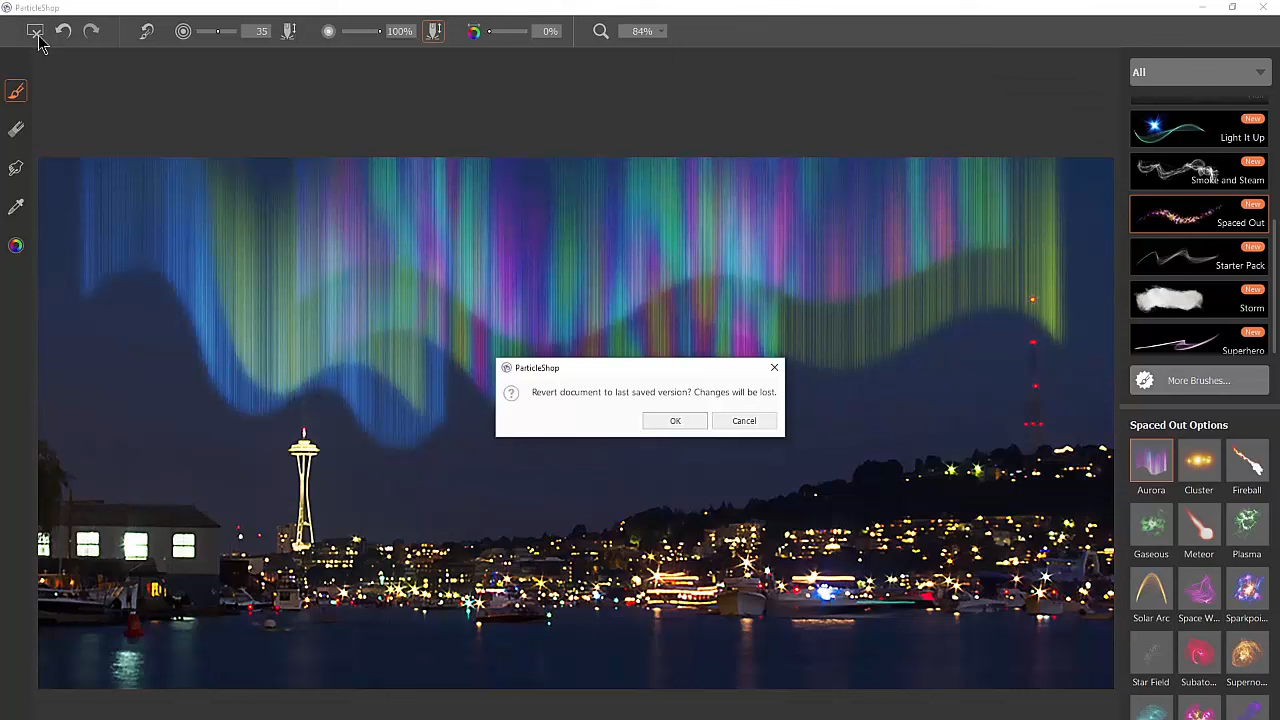 ParticleShop
35
100%
0%
84%
All
New
Light It Up
New
Smoke and Steam
New
Spaced Out
New
Starter Pack
New
Storm
New
Superhero
More Brushes...
ParticleShop
Revert document to last saved version? Changes will be lost.
OK
Cancel
Spaced Out Options
Aurora
Cluster
Fireball
Gaseous
Meteor
Plasma
Solar Arc
Space W...
Sparkpoi...
Star Field
Subato...
Superno...